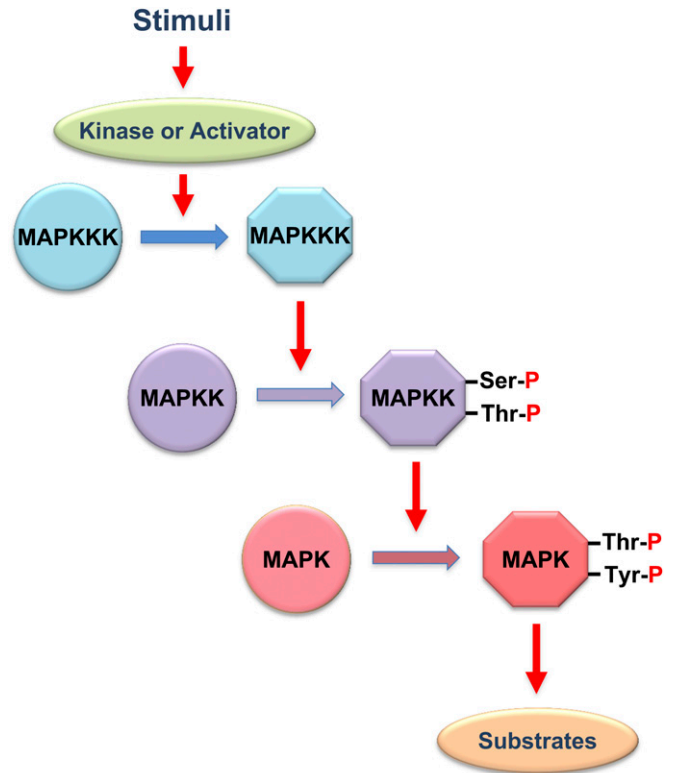 Stimuli
Kinase or Activator
MAPKKK
MAPKKK
MAPKK
MAPKK
Ser-P
Thr-P
MAPK
MAPK
Thr-P
Tyr-P
Substrates